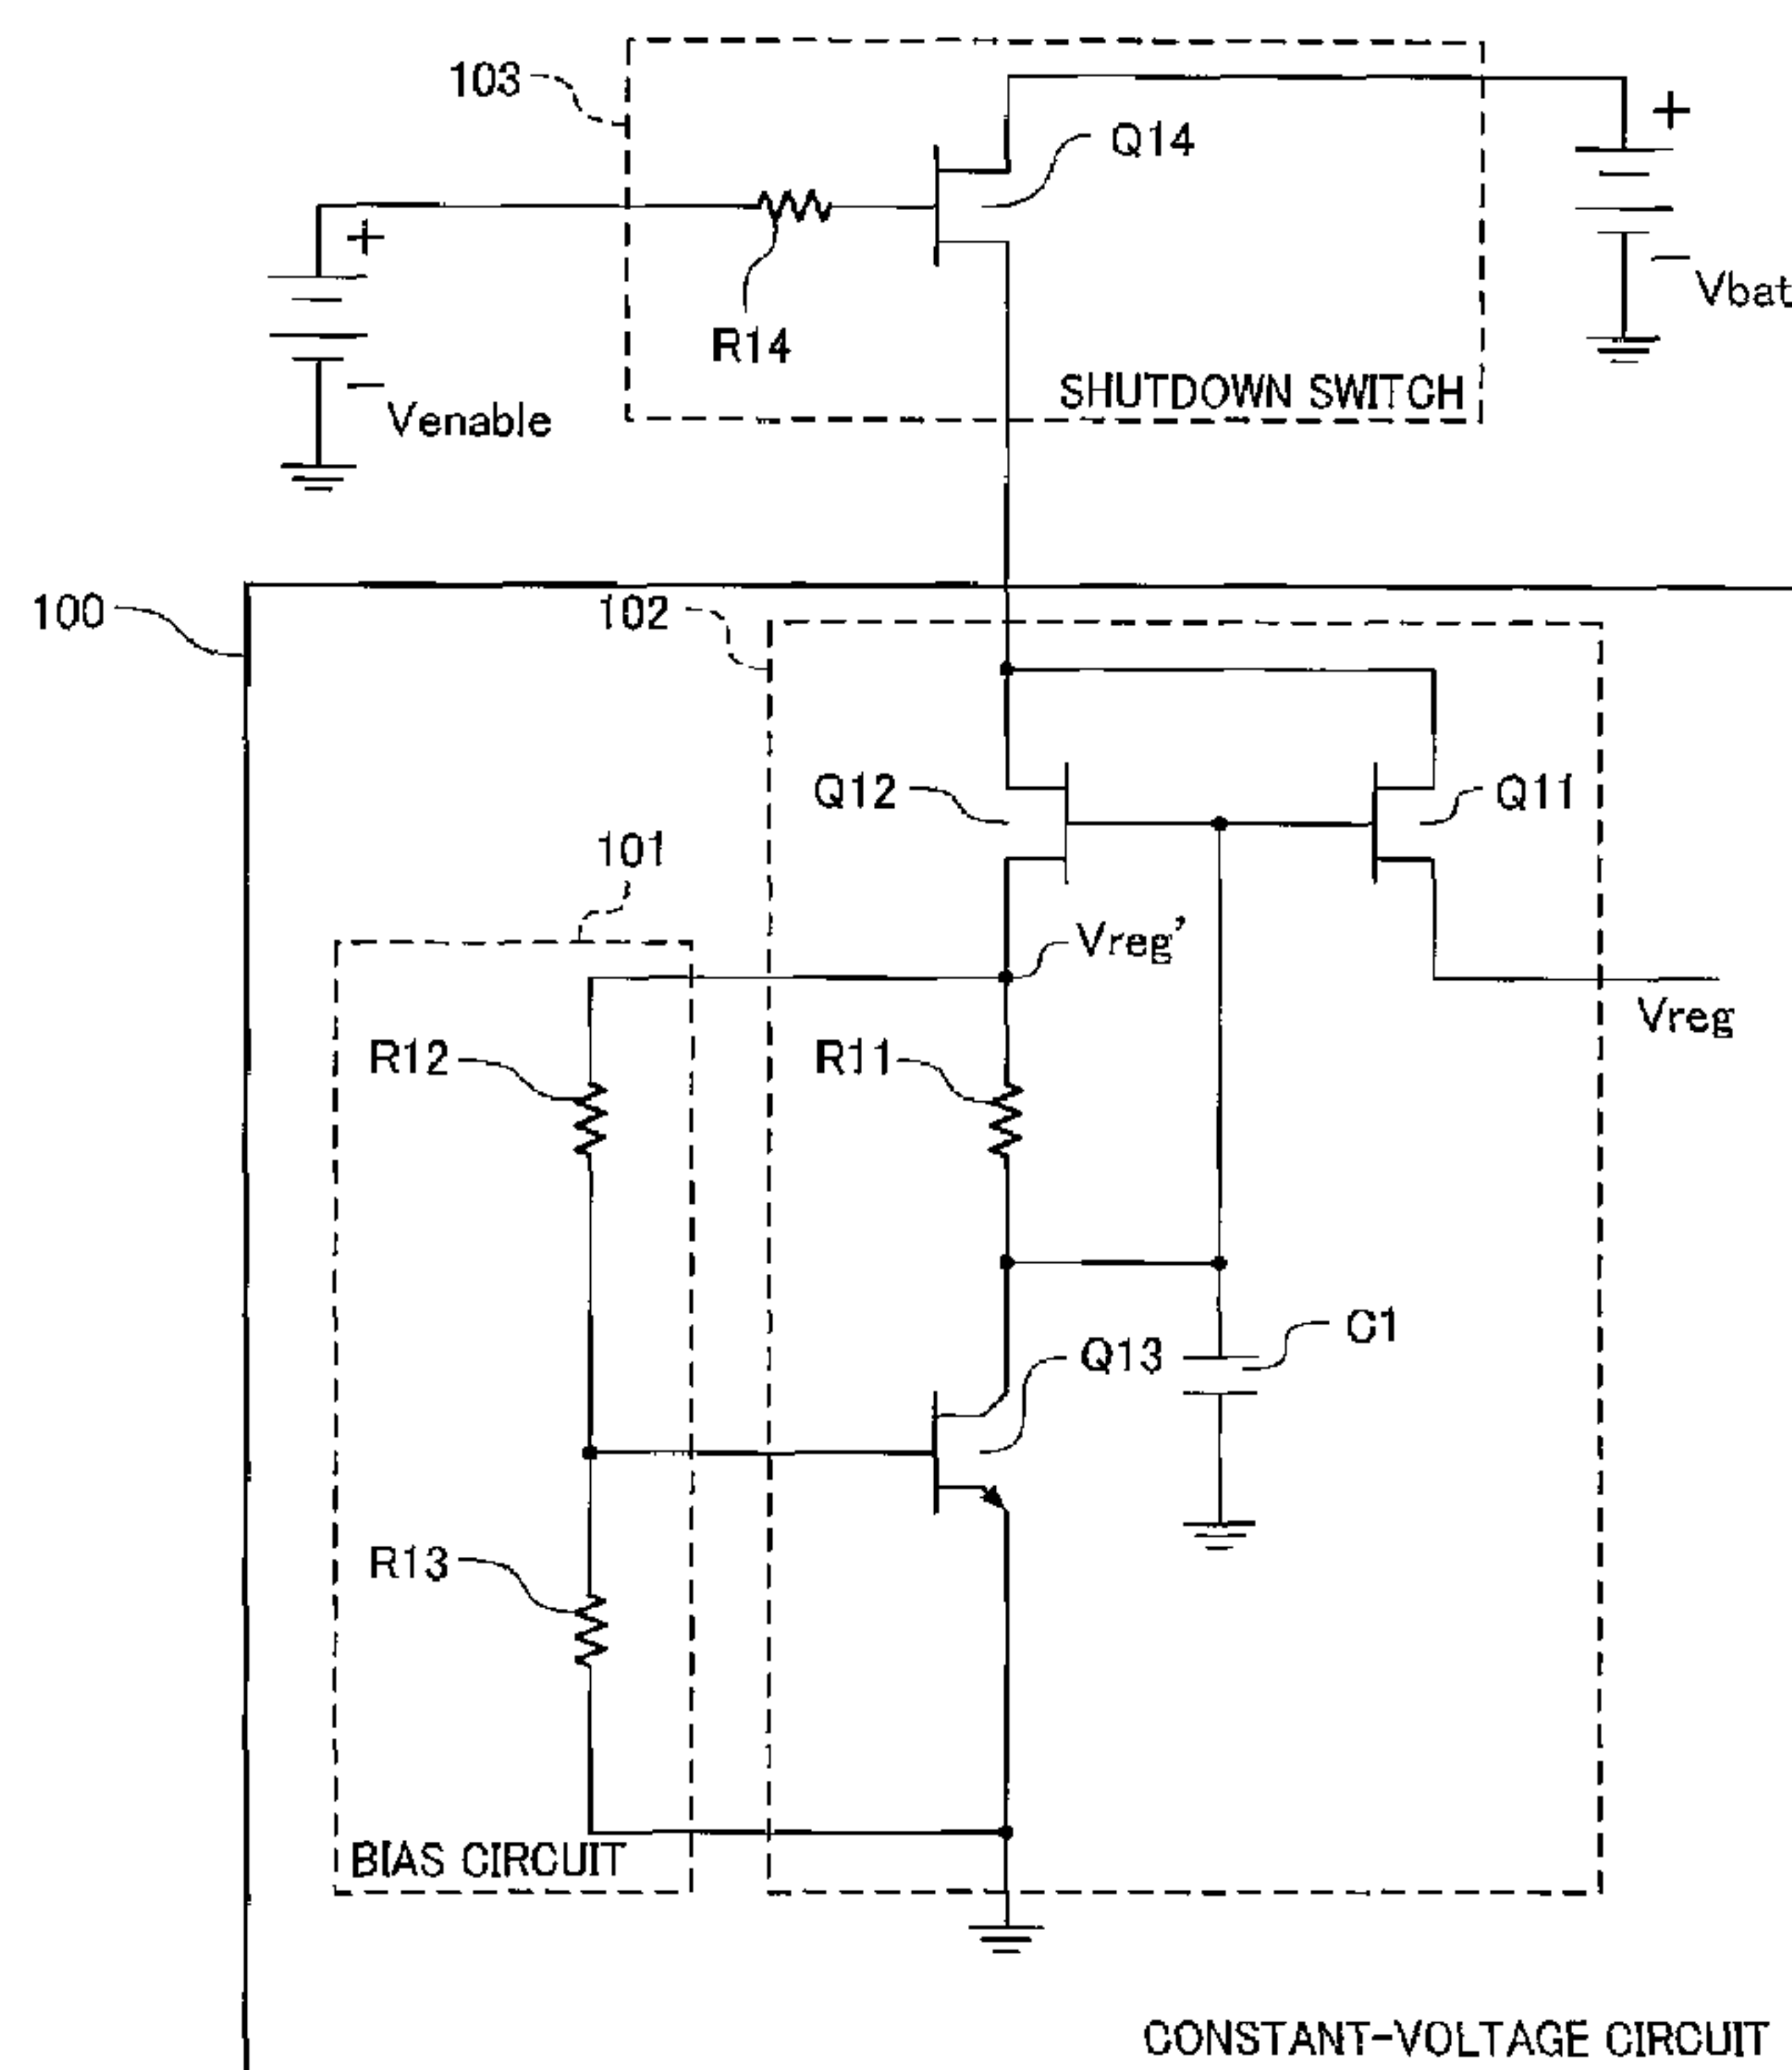 103
Q14
+
+
R14
Vbat
SHUTDOWN SWITCH
Venable
100
102
Q12
Q11
101
Vreg'
Vreg
R12
R11
C1
Q13
R13
BIAS CIRCUIT
CONSTANT-VOLTAGE CIRCUIT